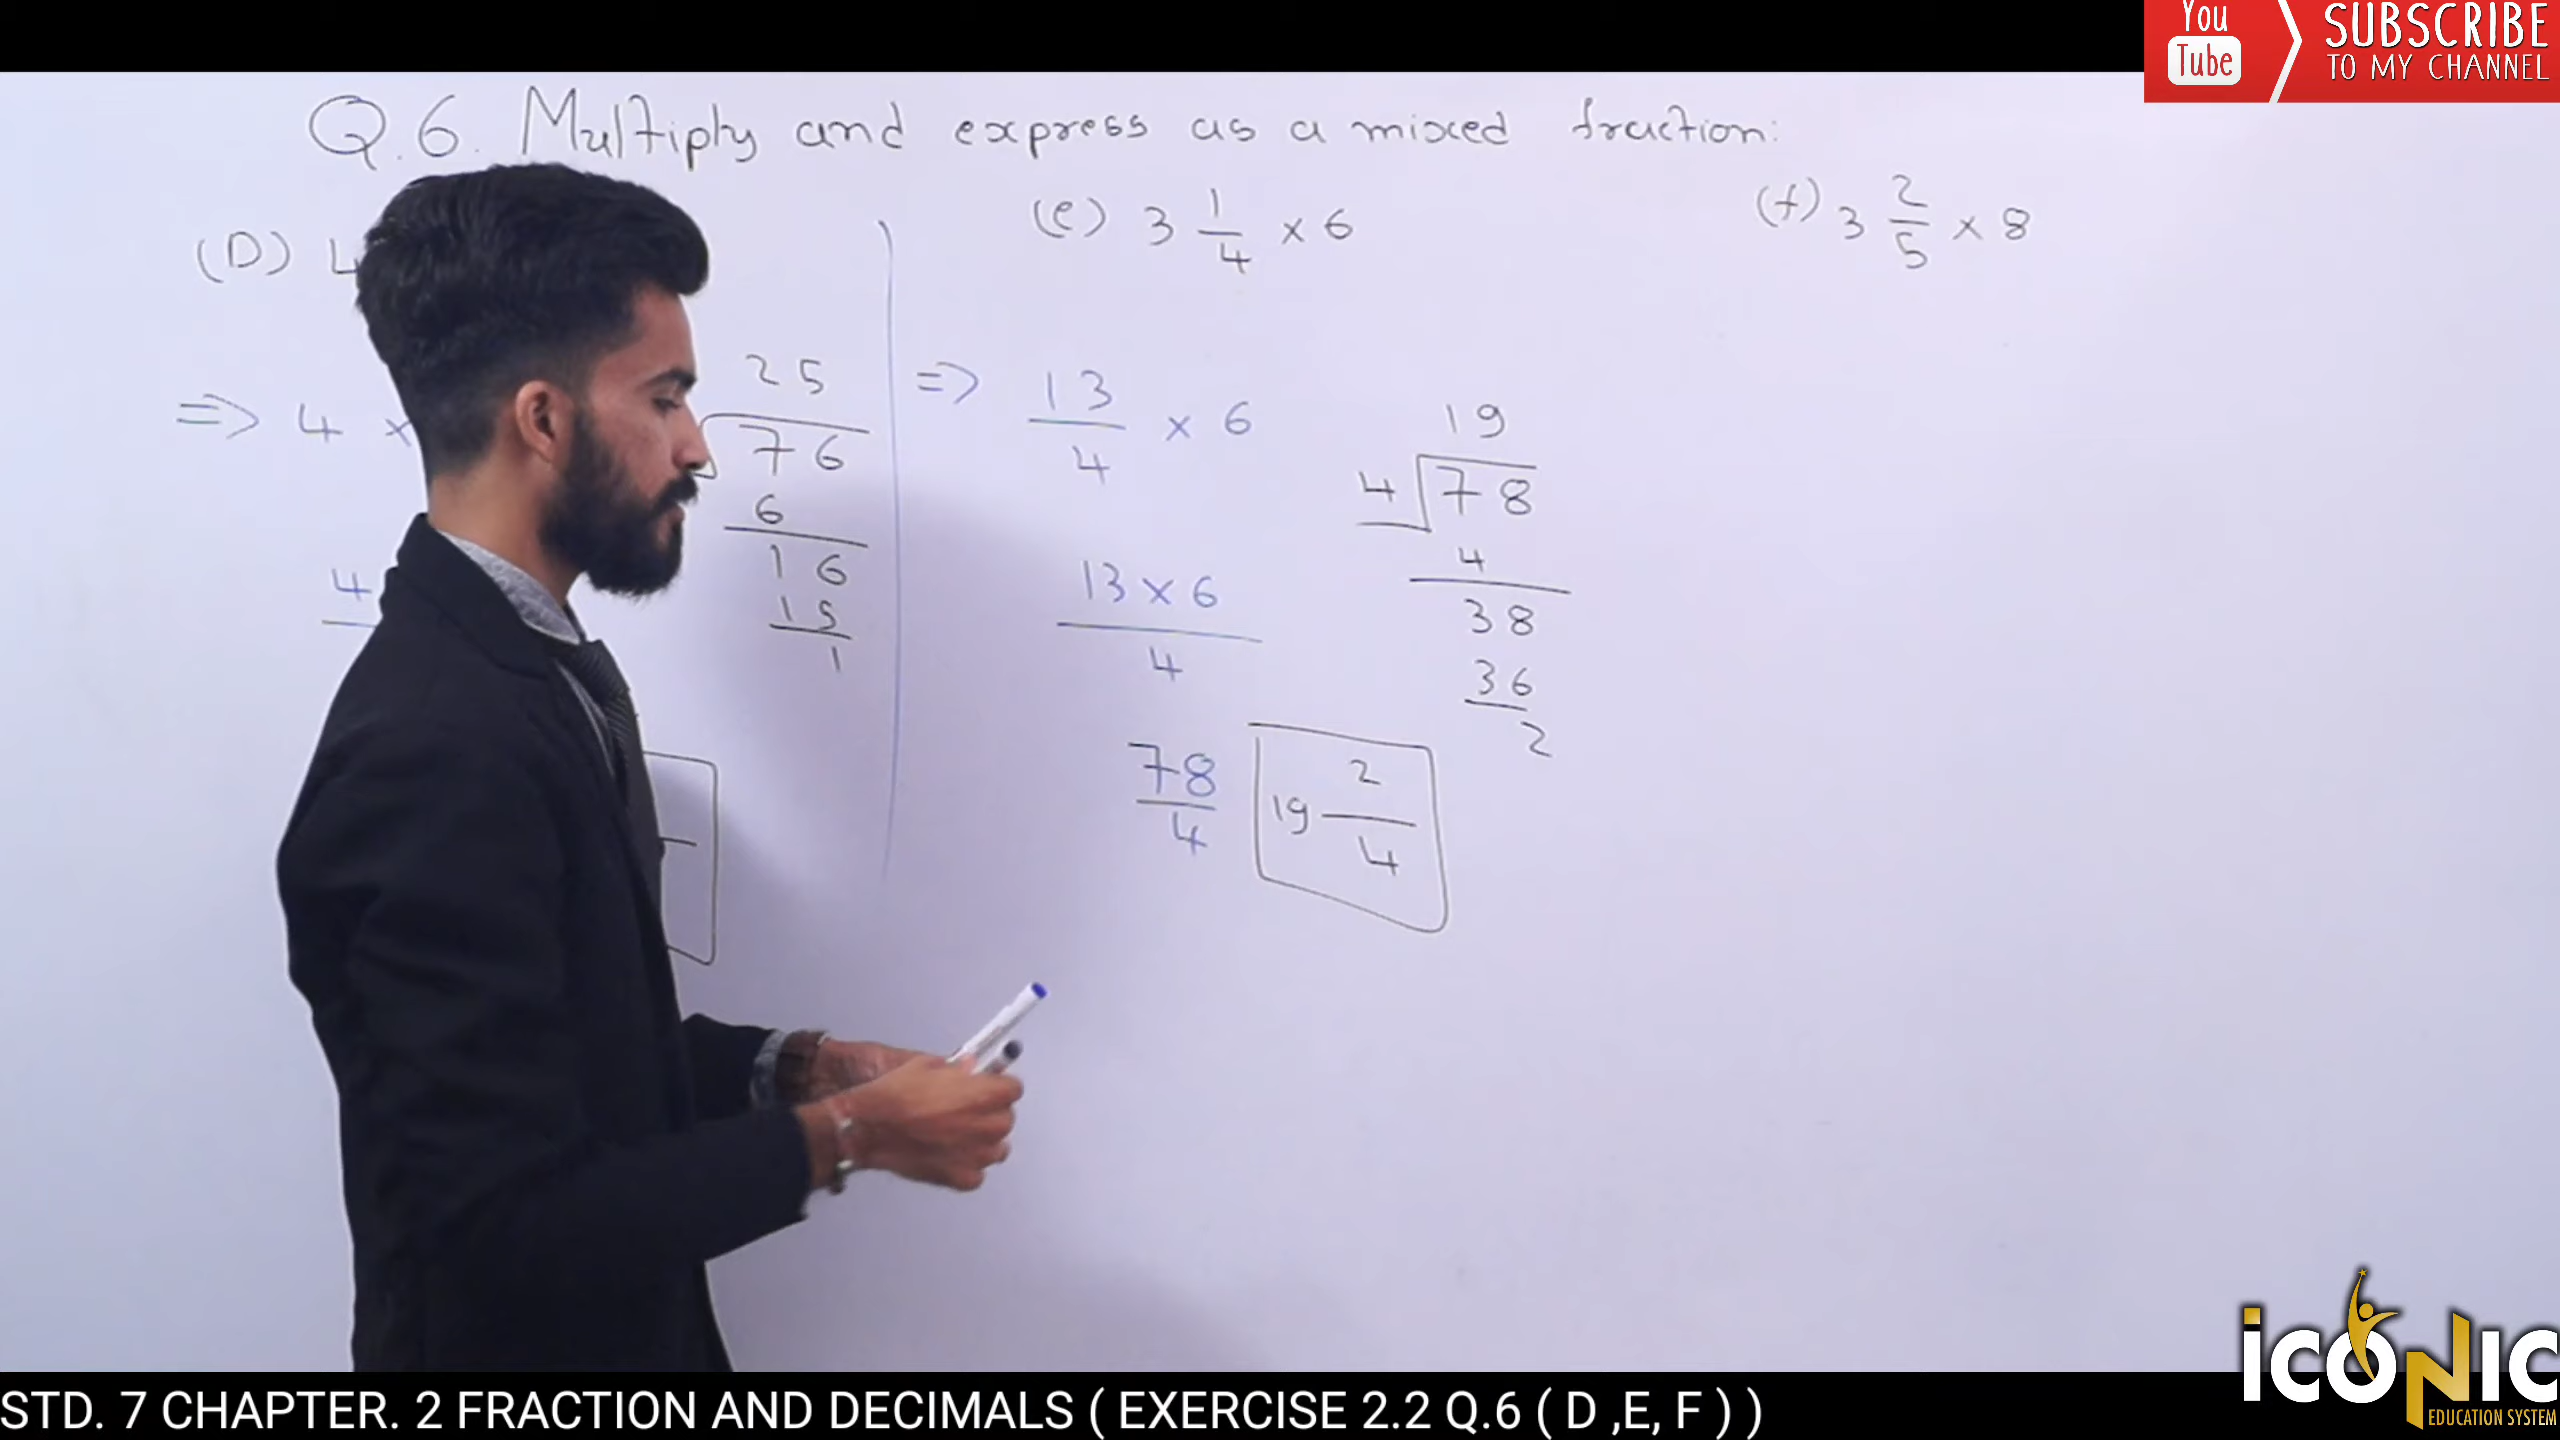 You
Tube
SUBSCRIBE
TO MY CHANNEL
Q.6. Multiply and express as a mixed fraction:
(D) 4
=> 4 ×
4
25
76
6
16
15
1
(e) 3 1/4 × 6
=> 13/4 × 6
13 × 6
4
78/4
19 2/4
19
4 78
4
38
36
2
(f) 3 2/5 × 8
iCONIC
EDUCATION SYSTEM
STD. 7 CHAPTER. 2 FRACTION AND DECIMALS ( EXERCISE 2.2 Q.6 ( D ,E, F ) )